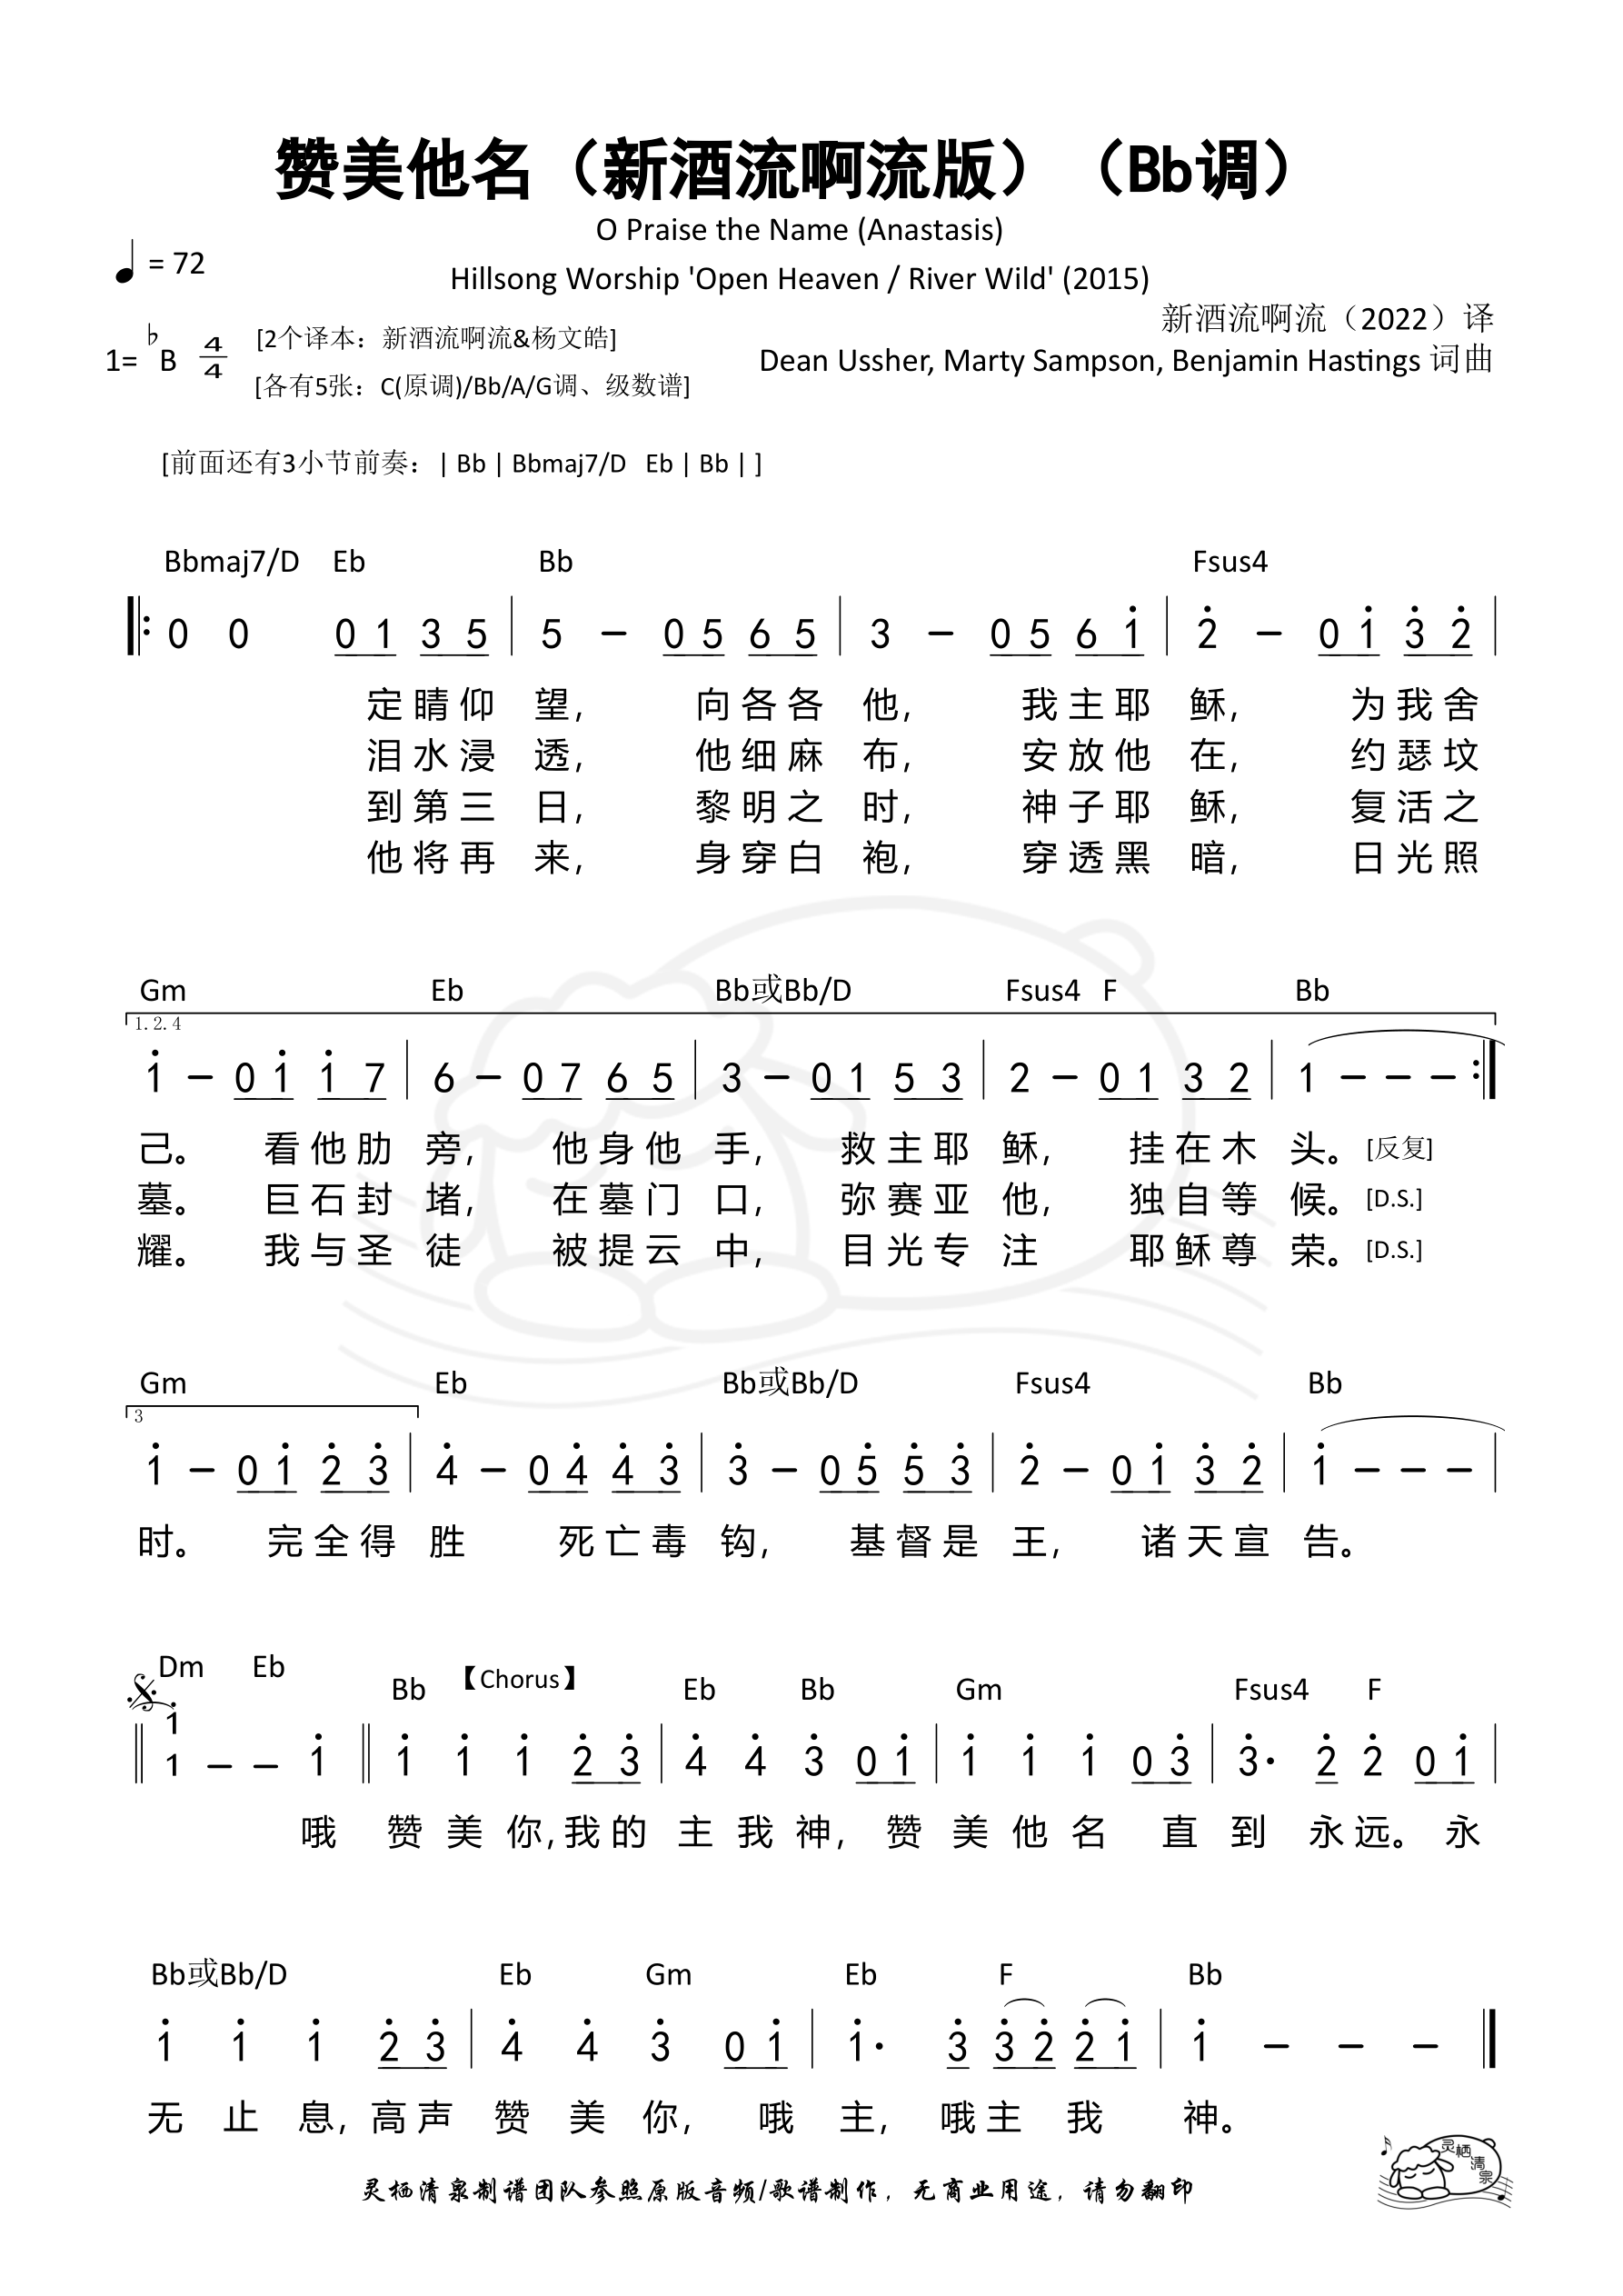 赞美他名（新酒流啊流版）（Bb调）
O Praise the Name (Anastasis)
♩ = 72
Hillsong Worship 'Open Heaven / River Wild' (2015)
新酒流啊流（2022）译
1= ♭B 4/4
[2个译本：新酒流啊流&杨文皓]
Dean Ussher, Marty Sampson, Benjamin Hastings 词曲
[各有5张：C(原调)/Bb/A/G调、级数谱]
[前面还有3小节前奏：| Bb | Bbmaj7/D Eb | Bb | ]
Bbmaj7/D Eb Bb Fsus4
0 0 0 1 3 5 | 5 – 0 5 6 5 | 3 – 0 5 6 1̇ | 2̇ – 0 1̇ 3̇ 2̇ |
定睛仰 望, 向各各 他, 我主耶 稣, 为我舍
泪水浸 透, 他细麻 布, 安放他 在, 约瑟坟
到第三 日, 黎明之 时, 神子耶 稣, 复活之
他将再 来, 身穿白 袍, 穿透黑 暗, 日光照
Gm Eb Bb或Bb/D Fsus4 F Bb
1.2.4
1̇ – 0 1̇ 1̇ 7 | 6 – 0 7 6 5 | 3 – 0 1 5 3 | 2 – 0 1 3 2 | 1 – – – :|
己。 看他肋 旁, 他身他 手, 救主耶 稣, 挂在木 头。 [反复]
墓。 巨石封 堵, 在墓门 口, 弥赛亚 他, 独自等 候。 [D.S.]
耀。 我与圣 徒 被提云 中, 目光专 注 耶稣尊 荣。 [D.S.]
Gm Eb Bb或Bb/D Fsus4 Bb
3
1̇ – 0 1̇ 2̇ 3̇ | 4̇ – 0 4̇ 4̇ 3̇ | 3̇ – 0 5̇ 5̇ 3̇ | 2̇ – 0 1̇ 3̇ 2̇ | 1̇ – – – |
时。 完全得 胜 死亡毒 钩, 基督是 王, 诸天宣 告。
Dm Eb Bb 【Chorus】 Eb Bb Gm Fsus4 F
1̇
1 – – 1̇ || 1̇ 1̇ 1̇ 2̇ 3̇ | 4̇ 4̇ 3̇ 0 1̇ | 1̇ 1̇ 1̇ 0 3̇ | 3̇· 2̇ 2̇ 0 1̇ |
哦 赞 美 你,我的 主 我 神, 赞 美 他 名 直 到 永 远。 永
Bb或Bb/D Eb Gm Eb F Bb
1̇ 1̇ 1̇ 2̇ 3̇ | 4̇ 4̇ 3̇ 0 1̇ | 1̇· 3̇ 3̇ 2̇ 2̇ 1̇ | 1̇ – – –
无 止 息, 高声 赞 美 你, 哦 主, 哦主 我 神。
灵栖清泉制谱团队参照原版音频/歌谱制作，无商业用途，请勿翻印
灵栖清泉